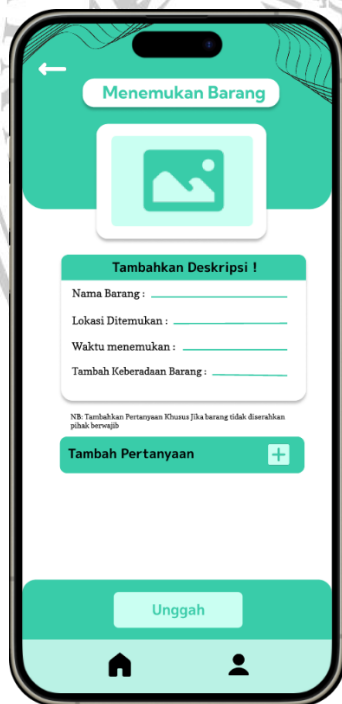 Menemukan Barang
Tambahkan Deskripsi !
Nama Barang :
Lokasi Ditemukan :
Waktu menemukan :
Tambah Keberadaan Barang :
NB: Tambahkan Pertanyaan Khusus Jika barang tidak diserahkan
pihak berwajib
Tambah Pertanyaan
Unggah